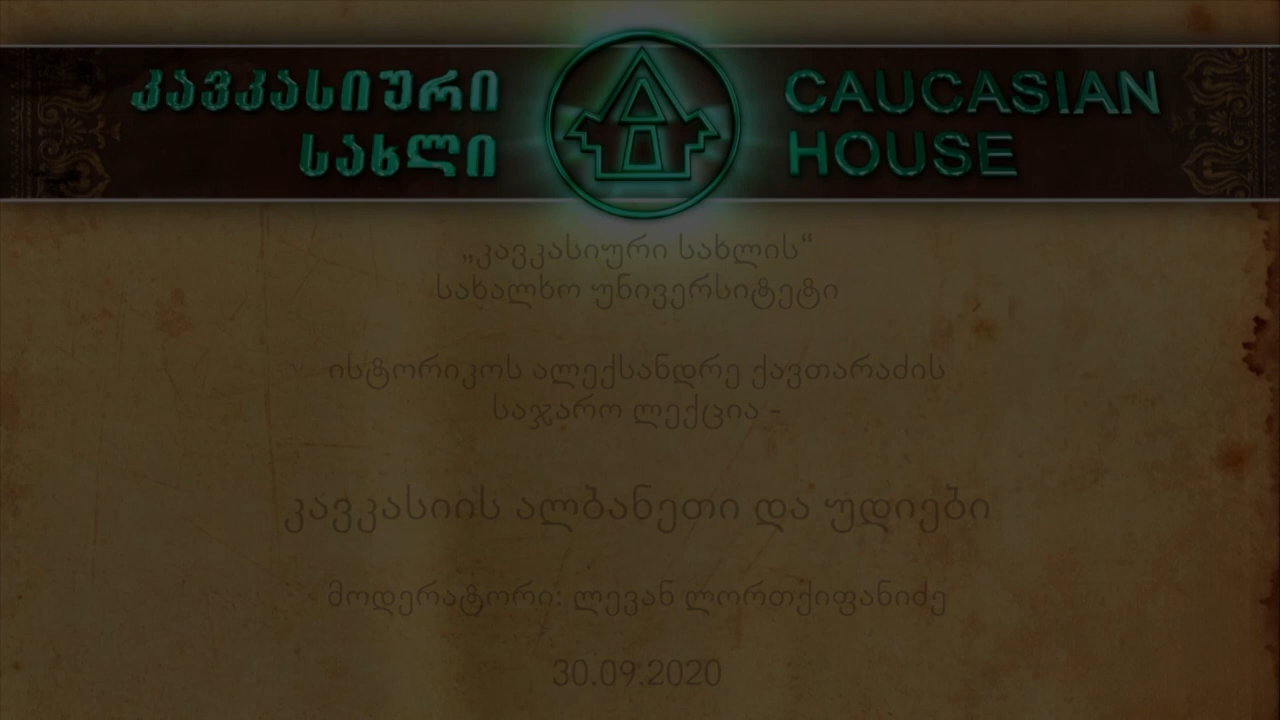 კავკასიური
სახლი
CAUCASIAN
HOUSE
„კავკასიური სახლის“
სახალხო უნივერსიტეტი
ისტორიკოს ალექსანდრე ქავთარაძის
საჯარო ლექცია -
კავკასიის ალბანეთი და უდიები
მოდერატორი: ლევან ლორთქიფანიძე
30.09.2020